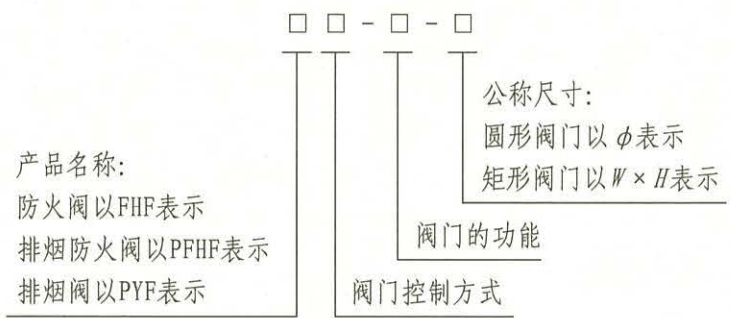 □ □ - □ - □
公称尺寸:
圆形阀门以 φ表示
矩形阀门以W × H表示
产品名称:
防火阀以FHF表示
排烟防火阀以PFHF表示
排烟阀以PYF表示
阀门的功能
阀门控制方式